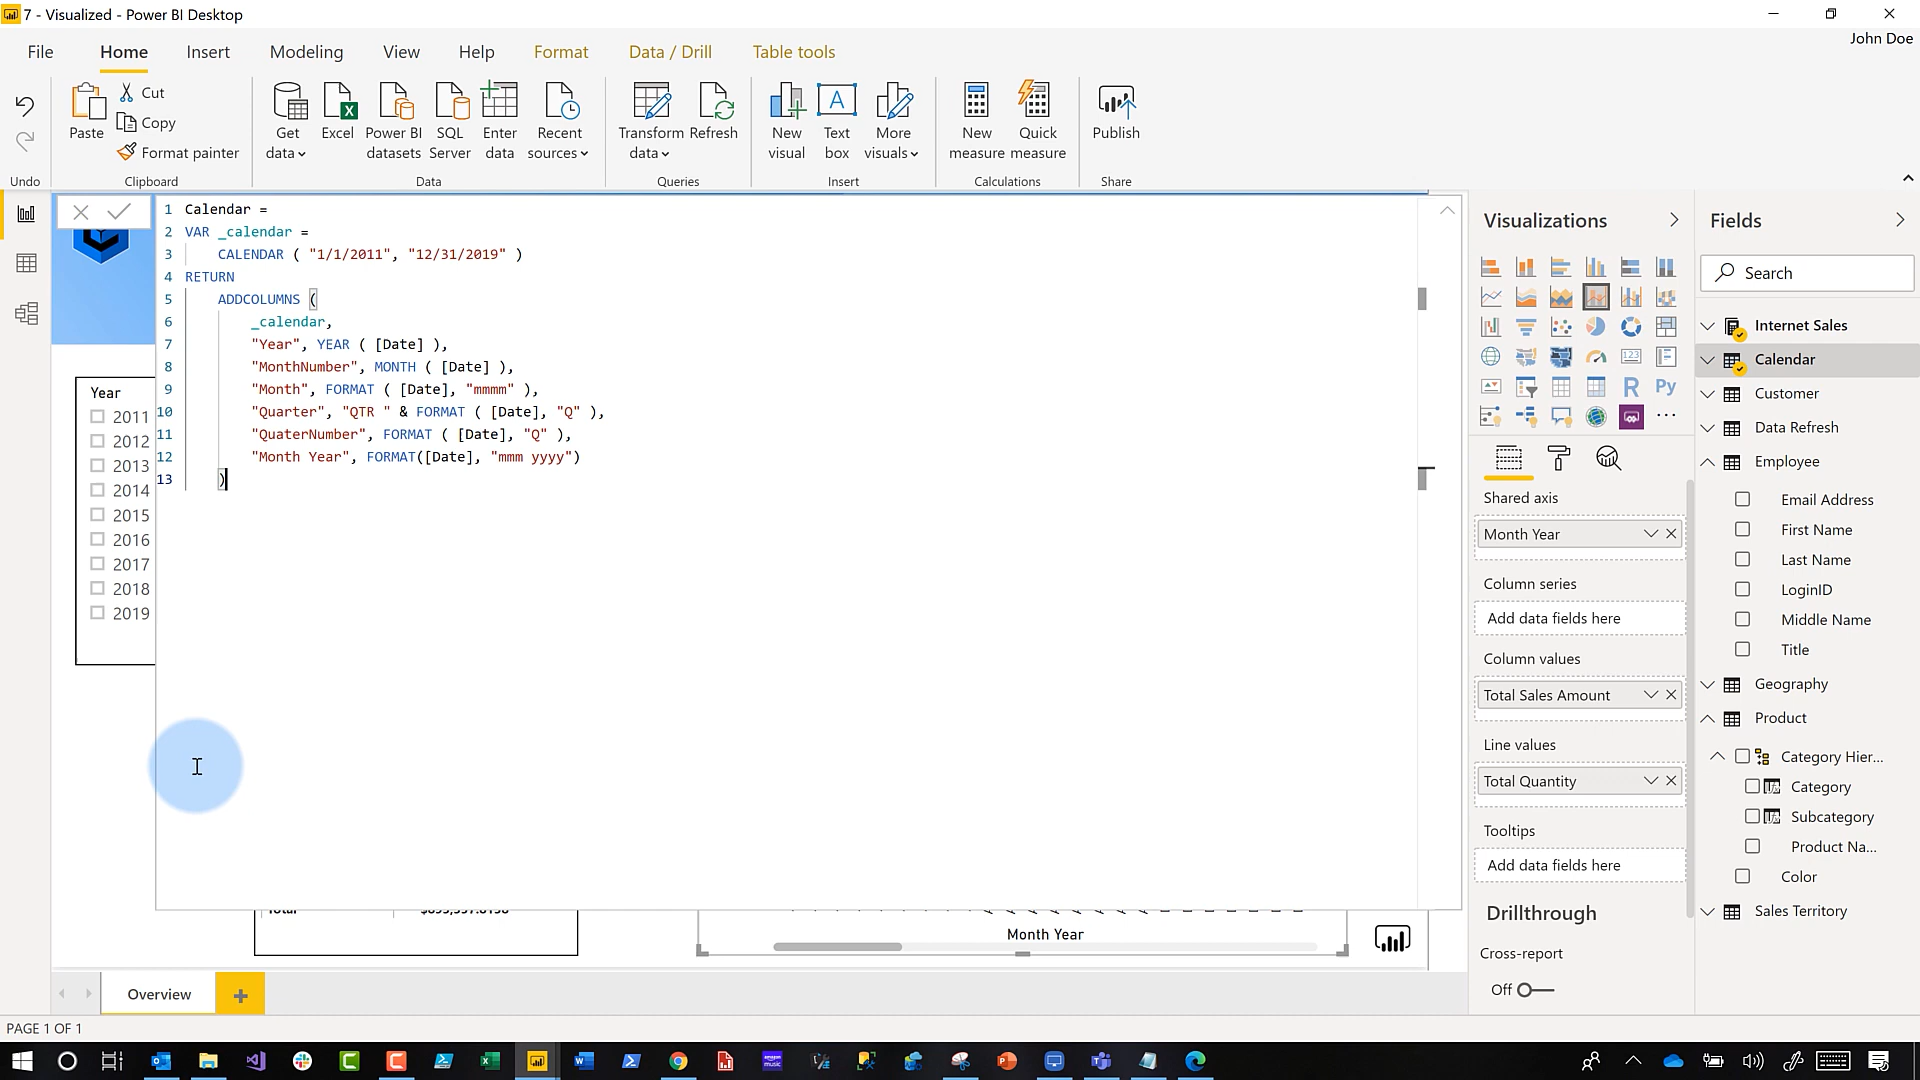 7 - Visualized - Power BI Desktop
John Doe
File Home Insert Modeling View Help Format Data / Drill Table tools
Paste
Cut
Copy
Format painter
Get data
Excel
Power BI datasets
SQL Server
Enter data
Recent sources
Transform data
Refresh
New visual
Text box
More visuals
New measure
Quick measure
Publish
Undo Clipboard Data Queries Insert Calculations Share
1 Calendar =
2 VAR _calendar =
3 CALENDAR ( "1/1/2011", "12/31/2019" )
4 RETURN
5 ADDCOLUMNS (
6 _calendar,
7 "Year", YEAR ( [Date] ),
8 "MonthNumber", MONTH ( [Date] ),
9 "Month", FORMAT ( [Date], "mmmm" ),
10 "Quarter", "QTR " & FORMAT ( [Date], "Q" ),
11 "QuaterNumber", FORMAT ( [Date], "Q" ),
12 "Month Year", FORMAT([Date], "mmm yyyy")
13 )
Year
2011
2012
2013
2014
2015
2016
2017
2018
2019
Month Year
Visualizations
123
R
Py
Shared axis
Month Year
Column series
Add data fields here
Column values
Total Sales Amount
Line values
Total Quantity
Tooltips
Add data fields here
Drillthrough
Cross-report
Off
Fields
Search
Internet Sales
Calendar
Customer
Data Refresh
Employee
Email Address
First Name
Last Name
LoginID
Middle Name
Title
Geography
Product
Category Hier...
Category
Subcategory
Product Na...
Color
Sales Territory
Overview
PAGE 1 OF 1